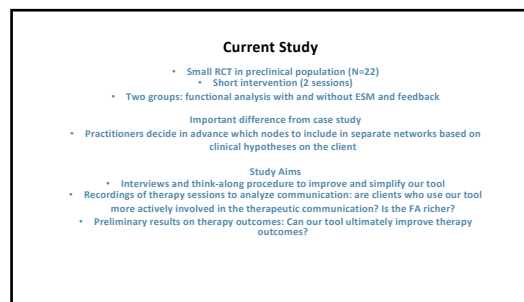 Current Study
• Small RCT in preclinical population (N=22)
• Short intervention (2 sessions)
• Two groups: functional analysis with and without ESM and feedback
Important difference from case study
• Practitioners decide in advance which nodes to include in separate networks based on
clinical hypotheses on the client
Study Aims
• Interviews and think-along procedure to improve and simplify our tool
• Recordings of therapy sessions to analyze communication: are clients who use our tool
more actively involved in the therapeutic communication? Is the FA richer?
• Preliminary results on therapy outcomes: Can our tool ultimately improve therapy
outcomes?